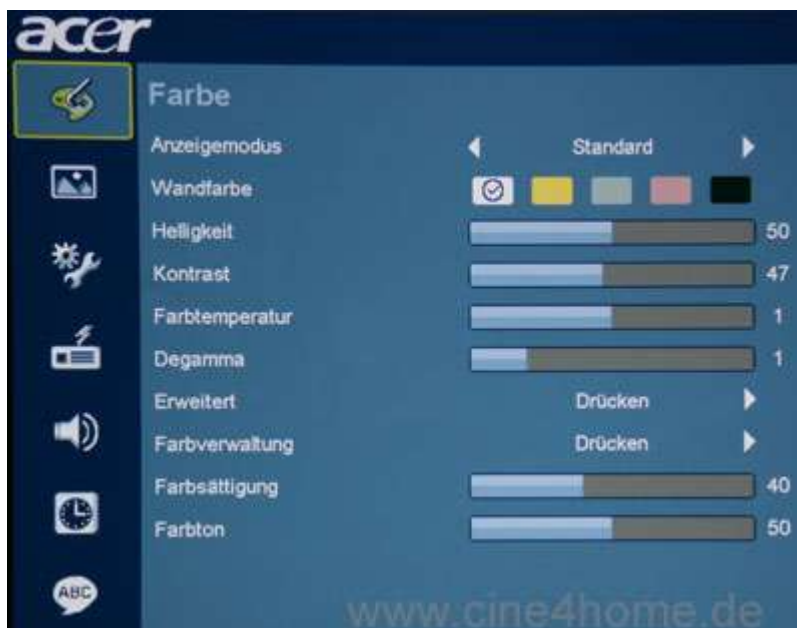 acer
Farbe
Anzeigemodus Standard
Wandfarbe
Helligkeit 50
Kontrast 47
Farbtemperatur 1
Degamma 1
Erweitert Drücken
Farbverwaltung Drücken
Farbsättigung 40
Farbton 50
ABC
www.cine4home.de